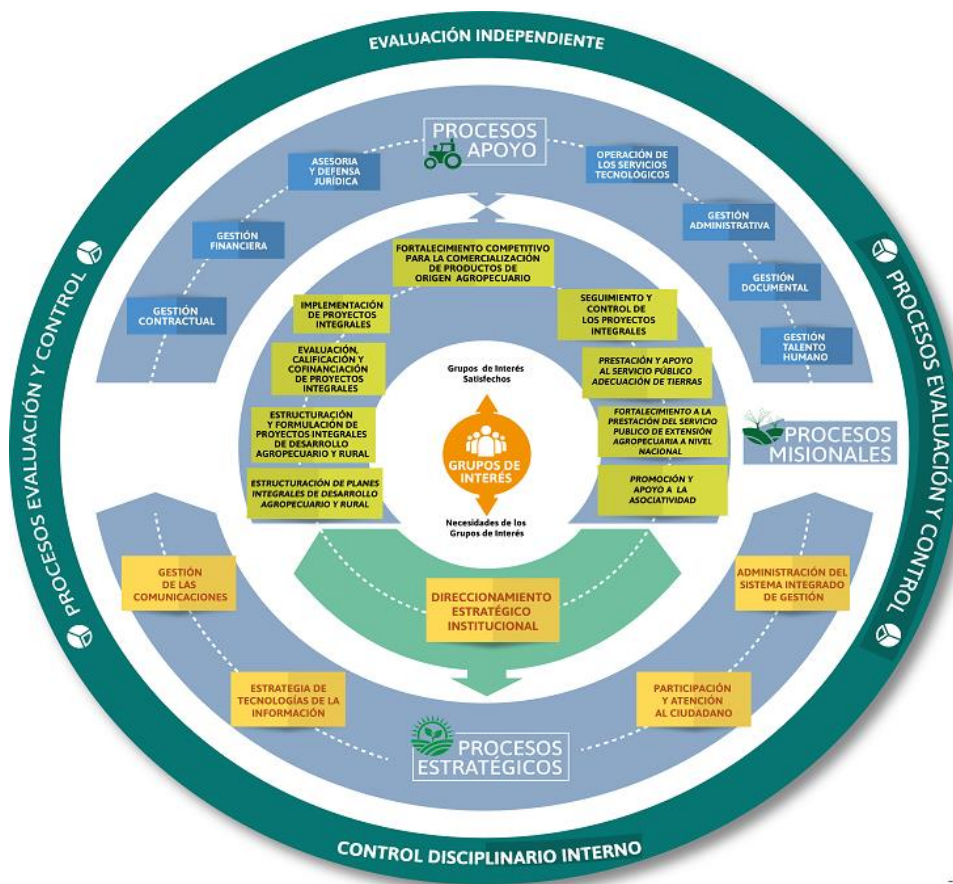 EVALUACIÓN INDEPENDIENTE
PROCESOS EVALUACIÓN Y CONTROL
PROCESOS EVALUACIÓN Y CONTROL
CONTROL DISCIPLINARIO INTERNO
PROCESOS
APOYO
ASESORIA
Y DEFENSA
JURÍDICA
GESTIÓN
FINANCIERA
GESTIÓN
CONTRACTUAL
OPERACIÓN DE
LOS SERVICIOS
TECNOLÓGICOS
GESTIÓN
ADMINISTRATIVA
GESTIÓN
DOCUMENTAL
GESTIÓN
TALENTO
HUMANO
FORTALECIMIENTO COMPETITIVO
PARA LA COMERCIALIZACIÓN
DE PRODUCTOS DE
ORIGEN AGROPECUARIO
IMPLEMENTACIÓN
DE PROYECTOS
INTEGRALES
EVALUACIÓN,
CALIFICACIÓN Y
COFINANCIACIÓN
DE PROYECTOS
INTEGRALES
ESTRUCTURACIÓN
Y FORMULACIÓN DE
PROYECTOS INTEGRALES
DE DESARROLLO
AGROPECUARIO Y RURAL
ESTRUCTURACIÓN DE PLANES
INTEGRALES DE DESARROLLO
AGROPECUARIO Y RURAL
SEGUIMIENTO Y
CONTROL DE
LOS PROYECTOS
INTEGRALES
PRESTACIÓN Y APOYO
AL SERVICIO PÚBLICO
ADECUACIÓN DE TIERRAS
FORTALECIMIENTO A LA
PRESTACIÓN DEL SERVICIO
PUBLICO DE EXTENSIÓN
AGROPECUARIA A NIVEL
NACIONAL
PROMOCIÓN Y
APOYO A LA
ASOCIATIVIDAD
PROCESOS
MISIONALES
Grupos de Interés
Satisfechos
GRUPOS DE
INTERÉS
Necesidades de los
Grupos de Interés
DIRECCIONAMIENTO
ESTRATÉGICO
INSTITUCIONAL
GESTIÓN
DE LAS
COMUNICACIONES
ADMINISTRACIÓN DEL
SISTEMA INTEGRADO
DE GESTIÓN
ESTRATEGIA DE
TECNOLOGÍAS DE LA
INFORMACIÓN
PARTICIPACIÓN
Y ATENCIÓN
AL CIUDADANO
PROCESOS
ESTRATÉGICOS